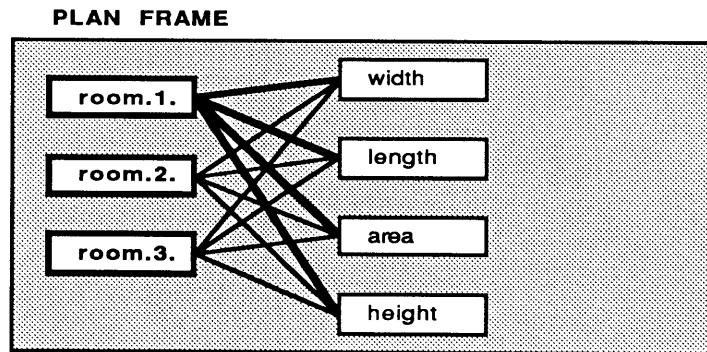 PLAN FRAME
room.1.
room.2.
room.3.
width
length
area
height